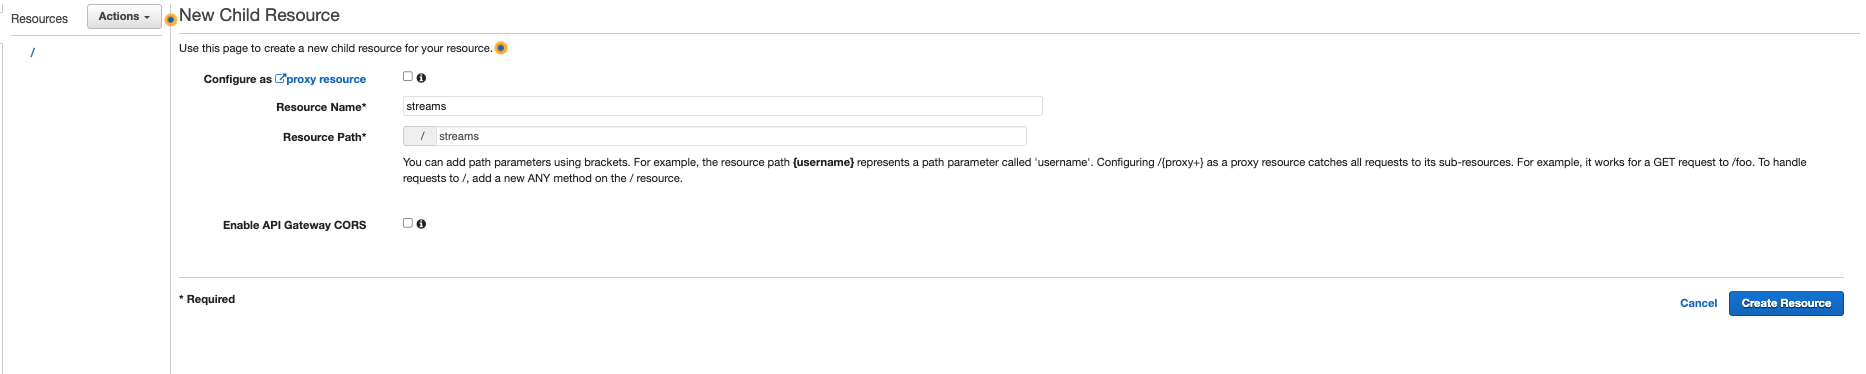 Resources
Actions
/
New Child Resource
Use this page to create a new child resource for your resource.
Configure as proxy resource
Resource Name*
streams
Resource Path*
/ streams
You can add path parameters using brackets. For example, the resource path {username} represents a path parameter called 'username'. Configuring /{proxy+} as a proxy resource catches all requests to its sub-resources. For example, it works for a GET request to /foo. To handle
requests to /, add a new ANY method on the / resource.
Enable API Gateway CORS
* Required
Cancel
Create Resource